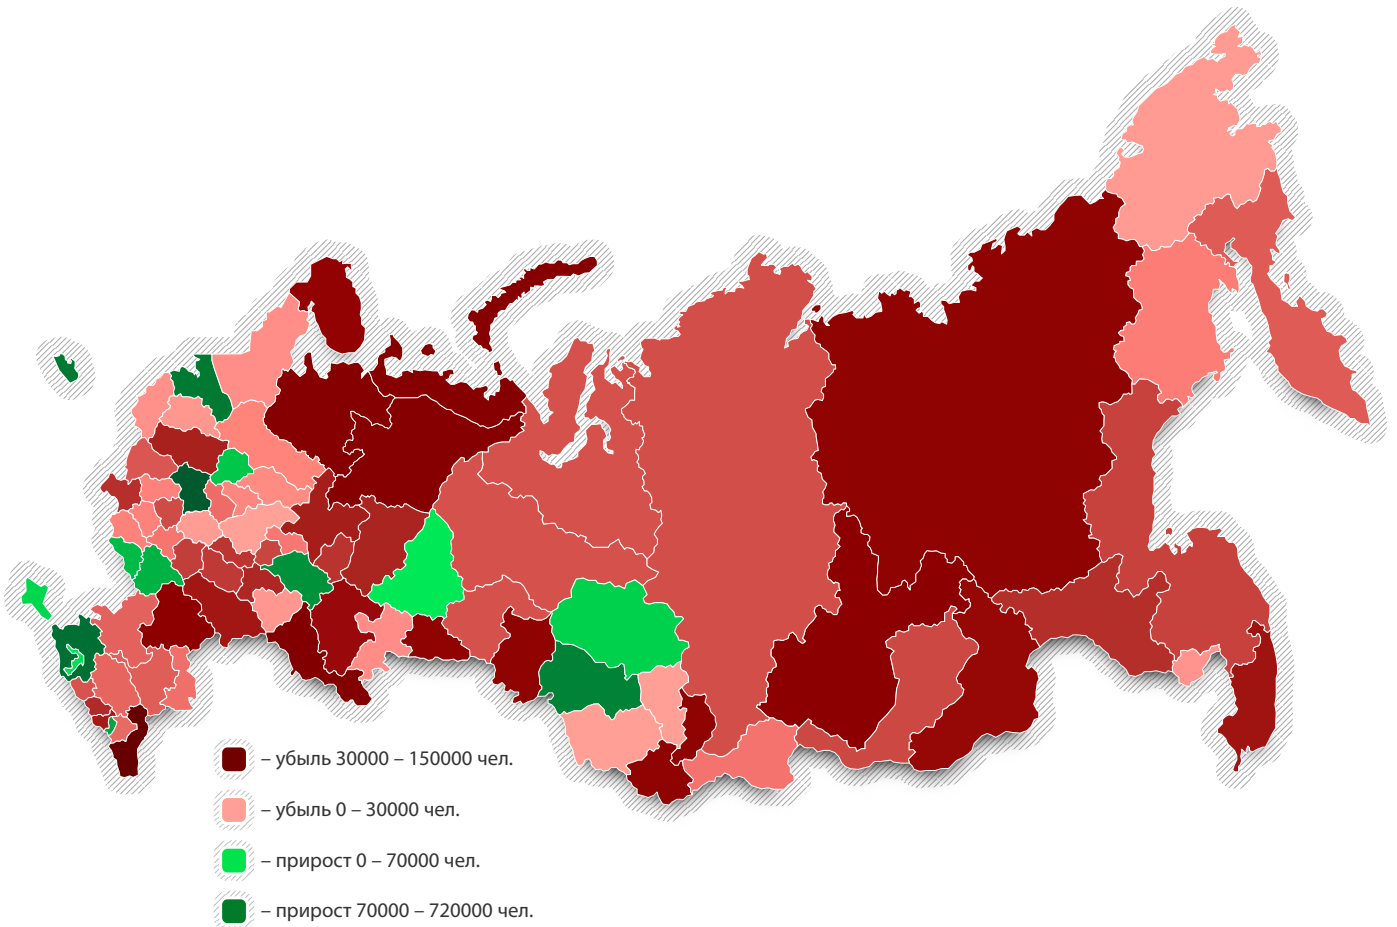 – убыль 30000 – 150000 чел.
– убыль 0 – 30000 чел.
– прирост 0 – 70000 чел.
– прирост 70000 – 720000 чел.